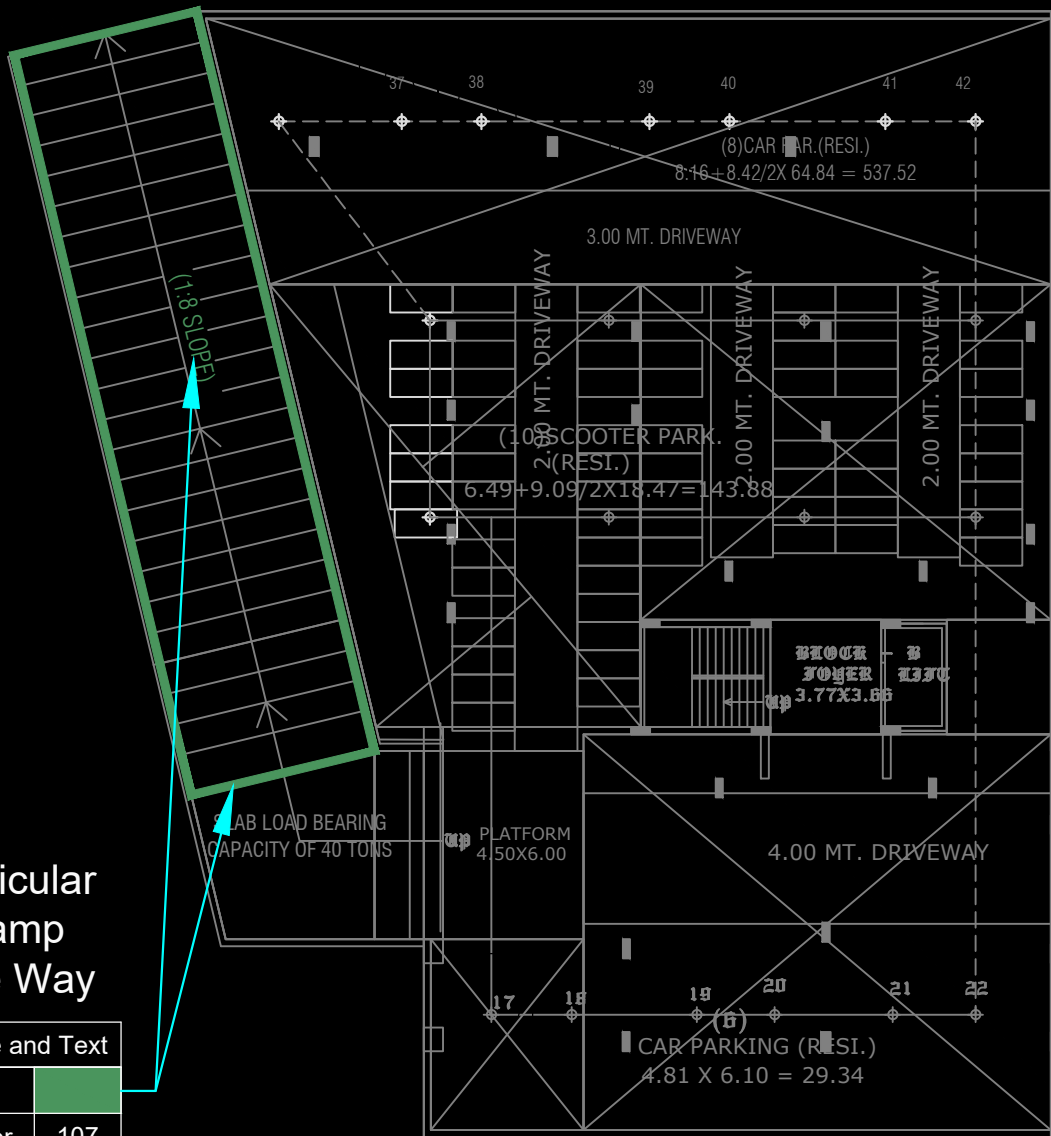 37
38
39
40
41
42
(8)CAR PAR.(RESI.)
8.16+8.42/2X 64.84 = 537.52
3.00 MT. DRIVEWAY
2.00 MT. DRIVEWAY
2.00 MT. DRIVEWAY
2.00 MT. DRIVEWAY
(1:8 SLOPE)
(10)SCOOTER PARK.
(RESI.)
6.49+9.09/2X18.47=143.88
BLOCK
FOYER
3.77X3.66
B
LIFT
UP
SLAB LOAD BEARING
CAPACITY OF 40 TONS
UP
PLATFORM
4.50X6.00
4.00 MT. DRIVEWAY
icular
amp
Way
and Text
107
17
18
19
20
21
22
(6)
CAR PARKING (RESI.)
4.81 X 6.10 = 29.34